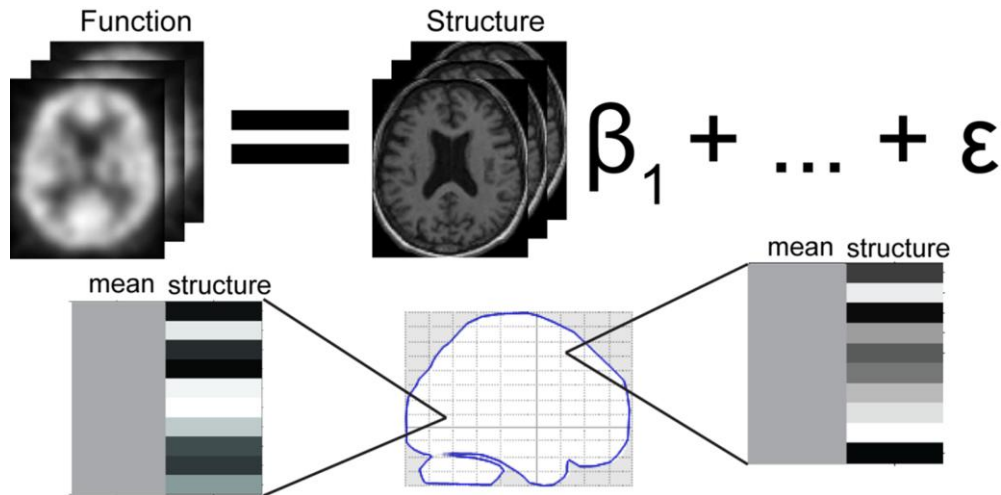 Function
Structure
= β₁ + ... + ε
mean structure
mean structure